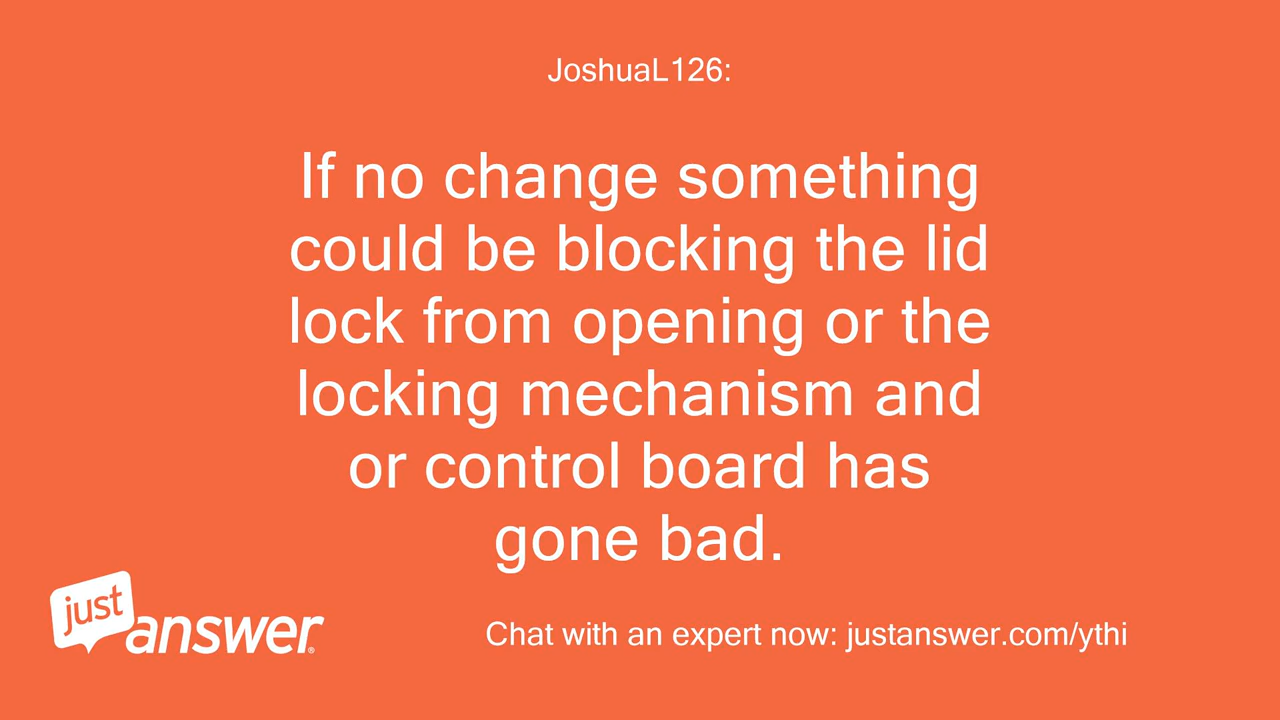 JoshuaL126:
If no change something
could be blocking the lid
lock from opening or the
locking mechanism and
or control board has
gone bad.
just
answer®
Chat with an expert now: justanswer.com/ythi